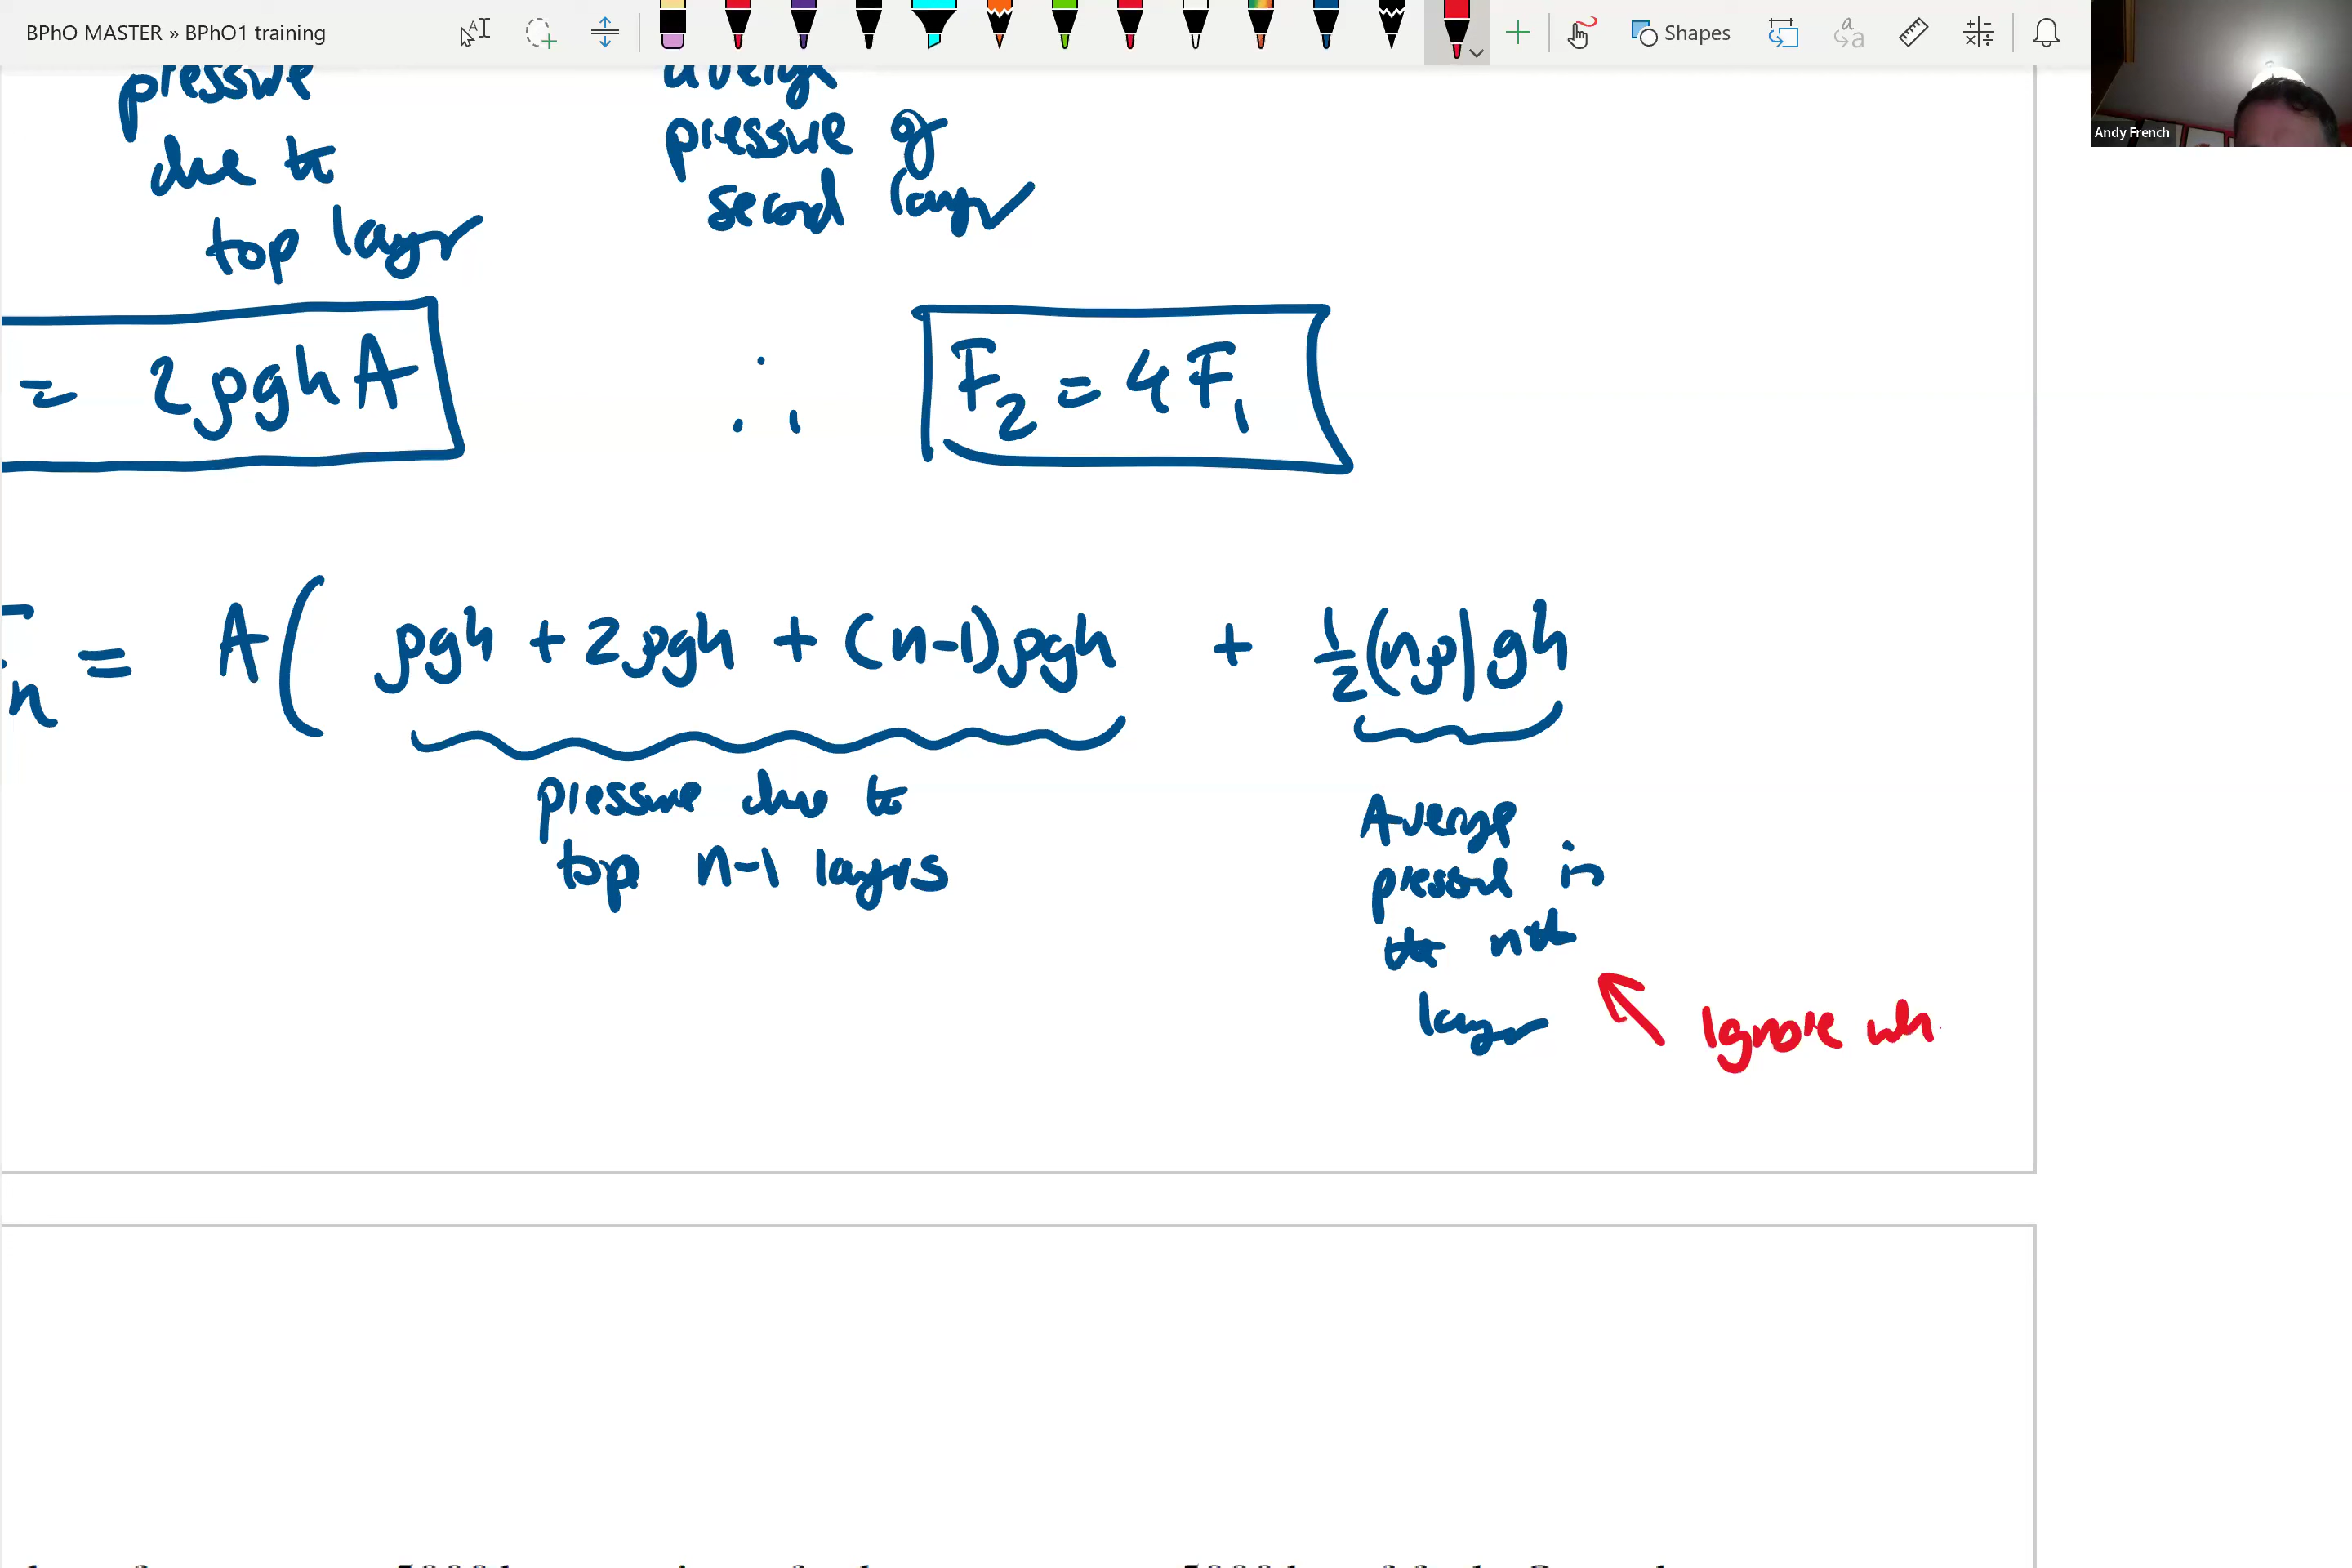 BPhO MASTER » BPhO1 training
Shapes
Andy French
pressure
due to
top layer
average
pressure of
second layer
= 2ρghA
∴ F₂ = 4F₁
n = A( ρgh + 2ρgh + (n-1)ρgh + ½(nρ)gh
pressure due to
top n-1 layers
Average
pressure in
the nth
layer
Ignore wh